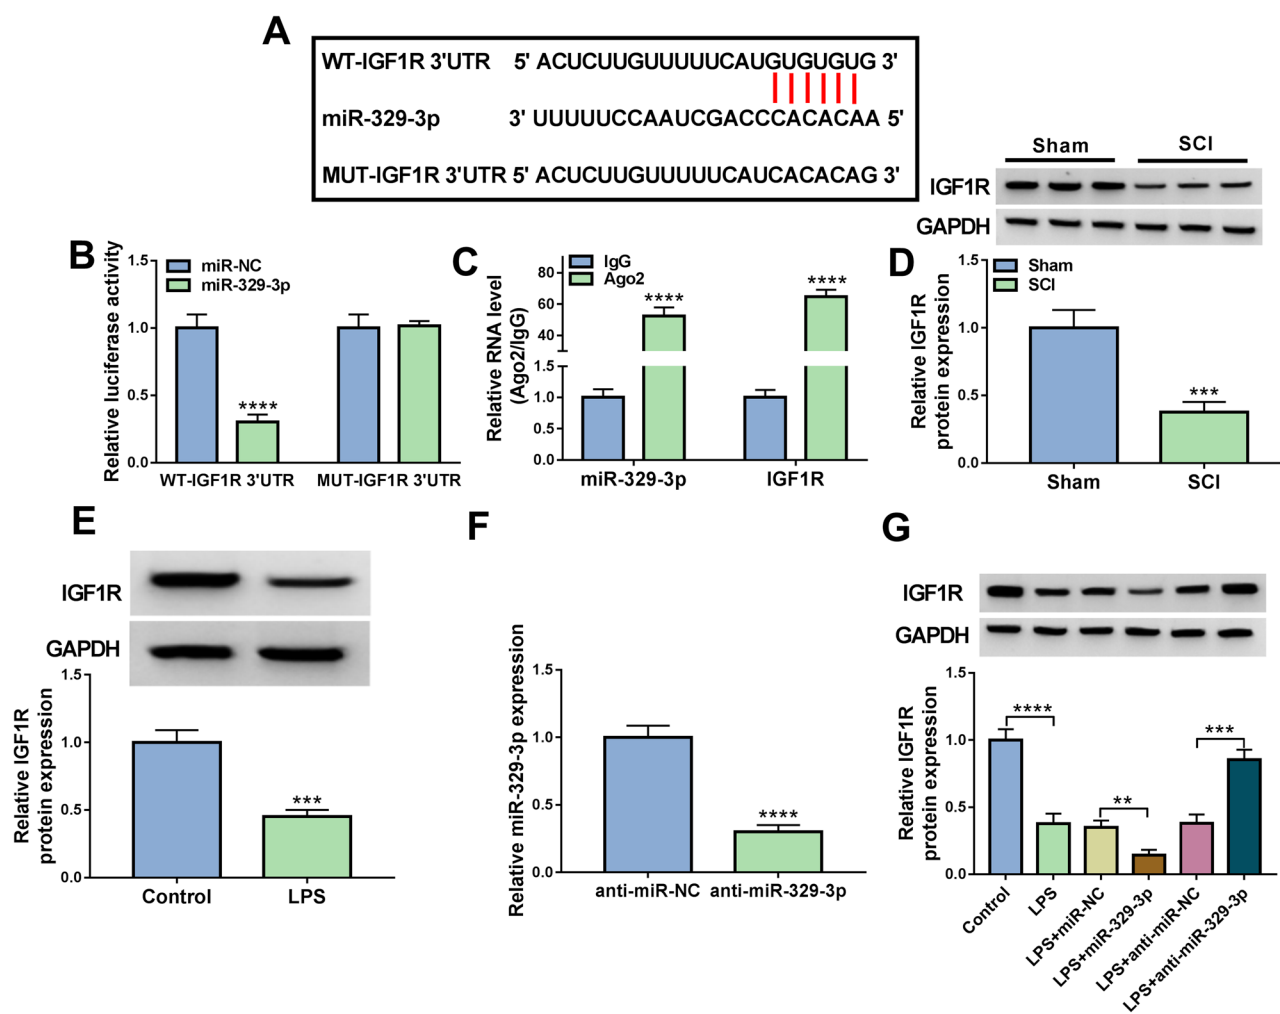 A
WT-IGF1R 3'UTR 5' ACUCUUGUUUUUCAUGUGUGUG 3'
miR-329-3p 3' UUUUUCCAAUCGACCCACACAA 5'
MUT-IGF1R 3'UTR 5' ACUCUUGUUUUUCAUCACACAG 3'
B
Relative luciferase activity
miR-NC
miR-329-3p
1.5
1.0
0.5
0.0
****
WT-IGF1R 3'UTR MUT-IGF1R 3'UTR
C
Relative RNA level
(Ago2/IgG)
IgG
Ago2
80
60
40
1.5
1.0
0.5
0.0
****
****
miR-329-3p IGF1R
Sham SCI
IGF1R
GAPDH
D
Relative IGF1R
protein expression
Sham
SCI
1.5
1.0
0.5
0.0
***
Sham SCI
E
IGF1R
GAPDH
Relative IGF1R
protein expression
1.5
1.0
0.5
0.0
***
Control LPS
F
Relative miR-329-3p expression
1.5
1.0
0.5
0.0
****
anti-miR-NC anti-miR-329-3p
G
IGF1R
GAPDH
Relative IGF1R
protein expression
1.5
1.0
0.5
0.0
****
**
***
Control
LPS
LPS+miR-NC
LPS+miR-329-3p
LPS+anti-miR-NC
LPS+anti-miR-329-3p